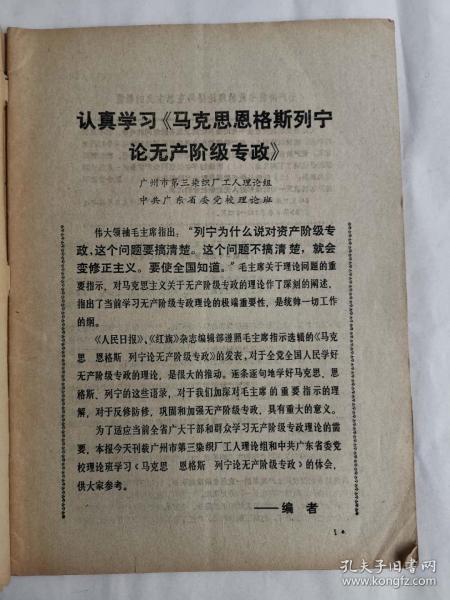 认真学习《马克思恩格斯列宁
论无产阶级专政》
广州市第三染织厂工人理论组
中共广东省委党校理论班
伟大领袖毛主席指出：“列宁为什么说对资产阶级专
政，这个问题要搞清楚。这个问题不搞清楚，就会
变修正主义。要使全国知道。”毛主席关于理论问题的重
要指示，对马克思主义关于无产阶级专政的理论作了深刻的阐述，
指出了当前学习无产阶级专政理论的极端重要性，是统帅一切工作
的纲。
《人民日报》、《红旗》杂志编辑部遵照毛主席指示选辑的《马克
思 恩格斯 列宁论无产阶级专政》的发表，对于全党全国人民学好
无产阶级专政的理论，是很大的推动。逐条逐句地学好马克思、恩
格斯、列宁的这些语录，对于我们加深对毛主席的重要指示的理
解，对于反修防修，巩固和加强无产阶级专政，具有重大的意义。
为了适应当前全省广大干部和群众学习无产阶级专政理论的需
要，本报今天刊载广州市第三染织厂工人理论组和中共广东省委党
校理论班学习《马克思 恩格斯 列宁论无产阶级专政》的体会，
供大家参考。
——编 者
1
孔夫子旧书网
www.kongfz.com